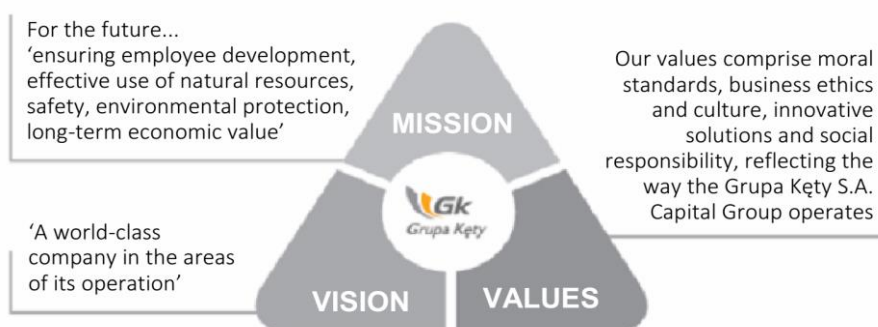 For the future...
‘ensuring employee development,
effective use of natural resources,
safety, environmental protection,
long-term economic value’
MISSION
Our values comprise moral
standards, business ethics
and culture, innovative
solutions and social
responsibility, reflecting the
way the Grupa Kęty S.A.
Capital Group operates
Gk
Grupa Kęty
‘A world-class
company in the areas
of its operation’
VISION
VALUES